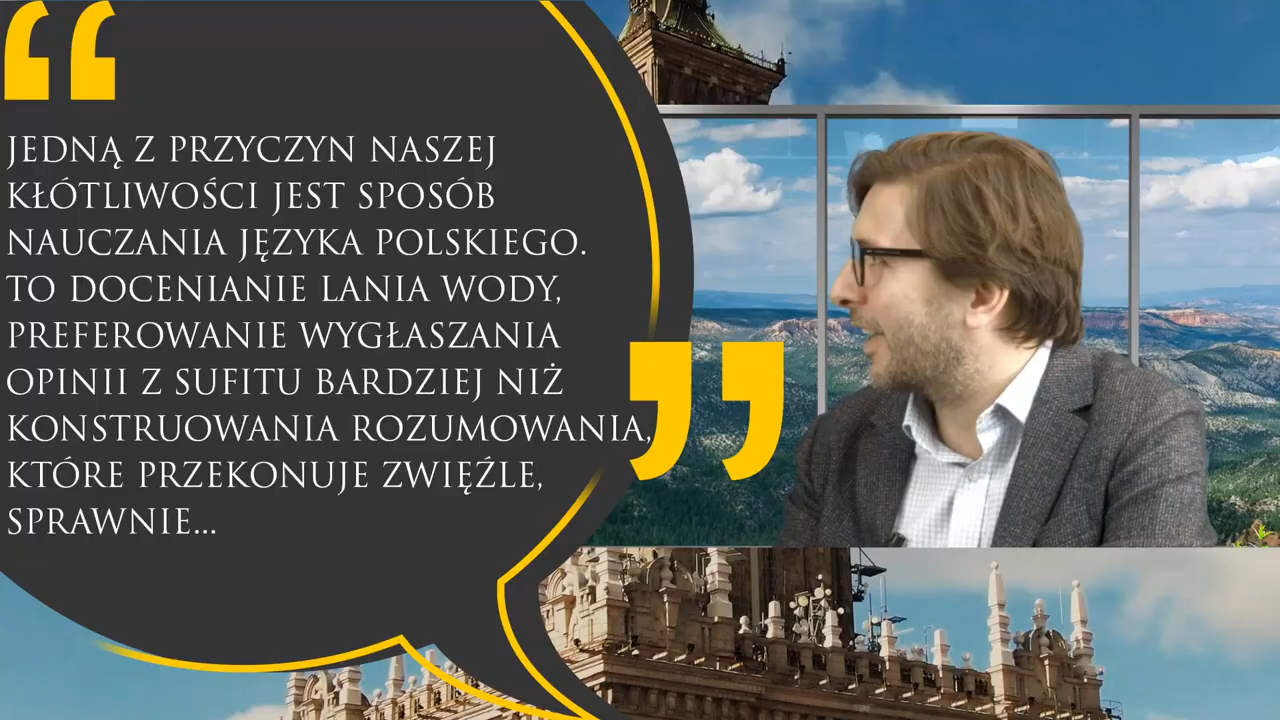 JEDNĄ Z PRZYCZYN NASZEJ
KŁÓTLIWOŚCI JEST SPOSÓB
NAUCZANIA JĘZYKA POLSKIEGO.
TO DOCENIANIE LANIA WODY,
PREFEROWANIE WYGŁASZANIA
OPINII Z SUFITU BARDZIEJ NIŻ
KONSTRUOWANIA ROZUMOWANIA,
KTÓRE PRZEKONUJE ZWIĘŹLE,
SPRAWNIE...